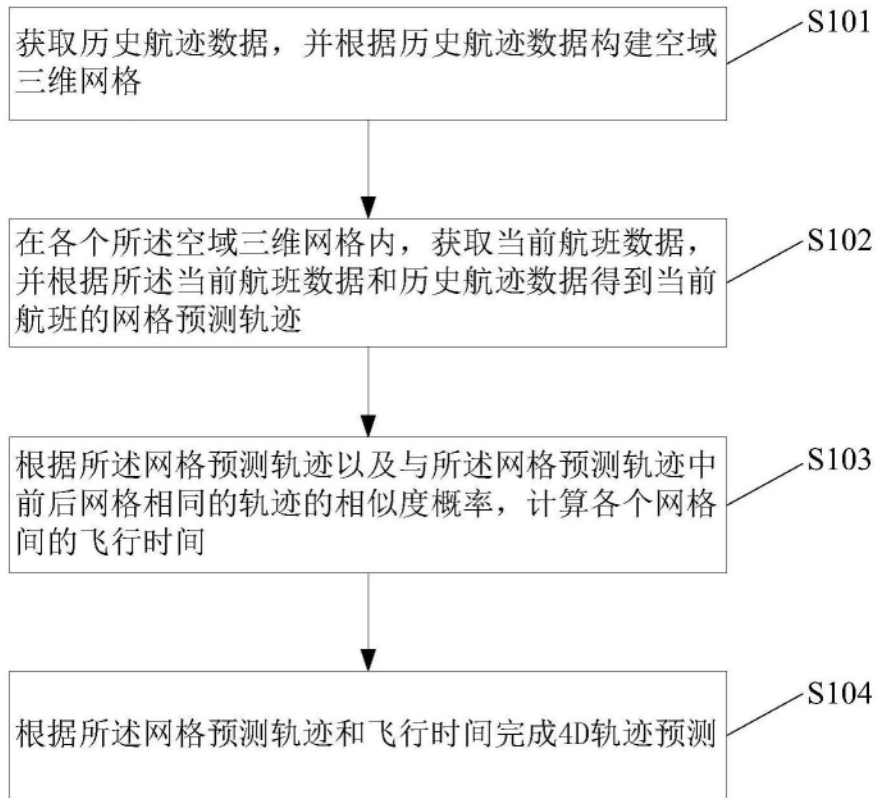 S101
获取历史航迹数据，并根据历史航迹数据构建空域
三维网格
S102
在各个所述空域三维网格内，获取当前航班数据，
并根据所述当前航班数据和历史航迹数据得到当前
航班的网格预测轨迹
S103
根据所述网格预测轨迹以及与所述网格预测轨迹中
前后网格相同的轨迹的相似度概率，计算各个网格
间的飞行时间
S104
根据所述网格预测轨迹和飞行时间完成4D轨迹预测